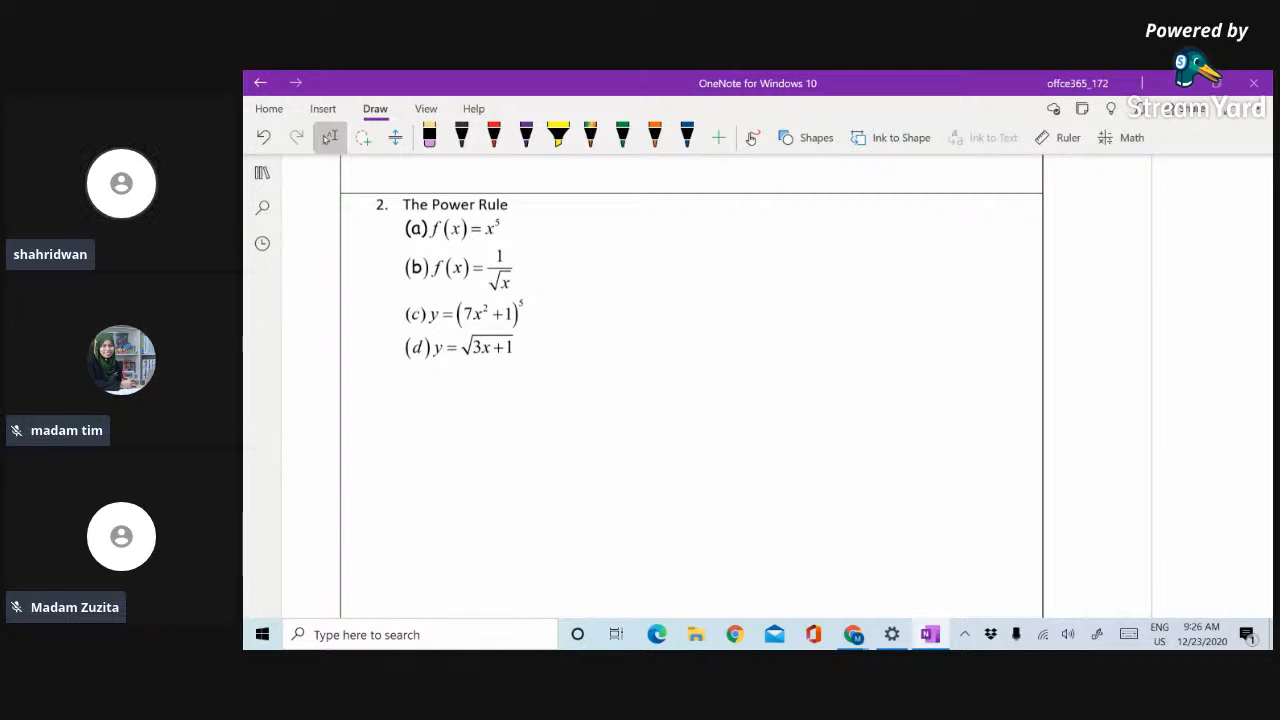 Powered by
StreamYard
OneNote for Windows 10
offce365_172
Home Insert Draw View Help
Shapes Ink to Shape Ink to Text Ruler Math
2. The Power Rule
(a) f(x) = x⁵
(b) f(x) = 1/√x
(c) y = (7x² + 1)⁵
(d) y = √(3x+1)
shahridwan
madam tim
Madam Zuzita
Type here to search
ENG
US
9:26 AM
12/23/2020
1